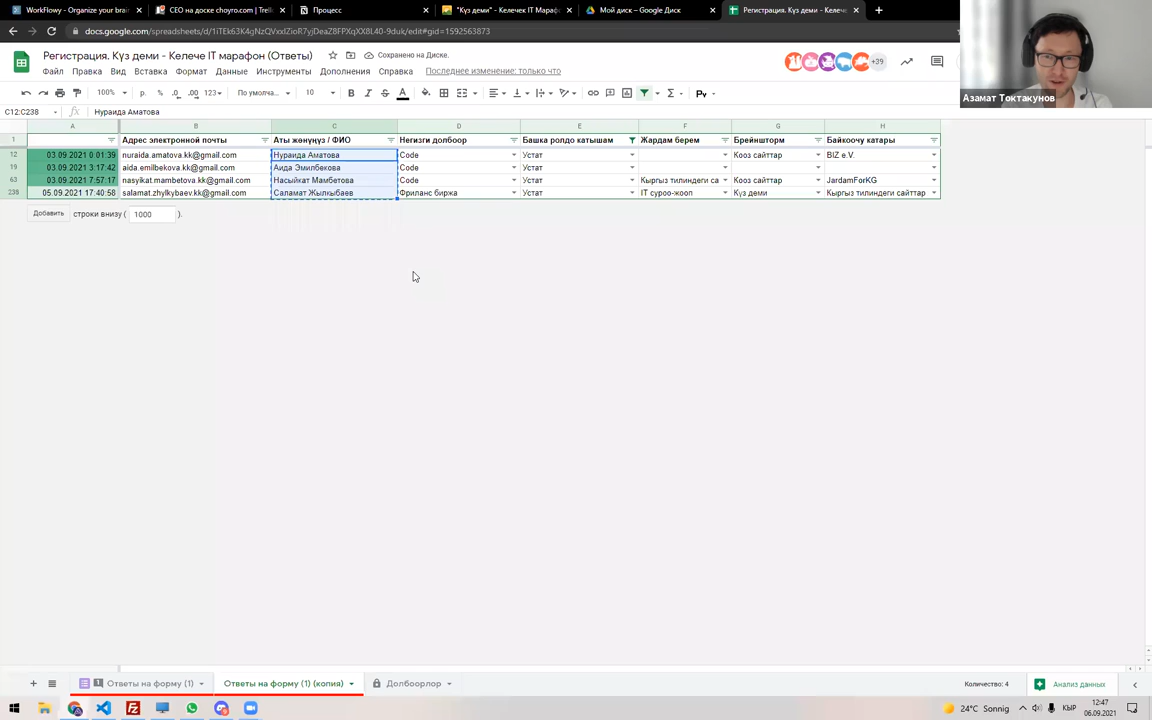 WorkFlowy - Organize your brai
CEO на доске choyro.com | Trell
Процесс
"Күз деми" - Келечек IT Мараф
Мой диск – Google Диск
Регистрация. Күз деми - Келече
docs.google.com/spreadsheets/d/1iTEk63K4gNzQVxxIZioR7yjDeaZ8FPXqXX8L40-9duk/edit#gid=1592563873
Регистрация. Күз деми - Келече IT марафон (Ответы)
Сохранено на Диске.
Файл Правка Вид Вставка Формат Данные Инструменты Дополнения Справка Последнее изменение: только что
+39
100% р. % .0 .00 123 По умолча... 10 B I S A Σ
C12:C238 fx Нураида Аматова
A B C D E F G H
1 Адрес электронной почты Аты жөнүңүз / ФИО Негизги долбоор Башка ролдо катышам Жардам берем Брейншторм Байкоочу катары
12 03.09.2021 0:01:39 nuraida.amatova.kk@gmail.com Нураида Аматова Code Устат Кооз сайттар BIZ e.V.
19 03.09.2021 3:17:42 aida.emilbekova.kk@gmail.com Аида Эмилбекова Code Устат
63 03.09.2021 7:57:17 nasyikat.mambetova.kk@gmail.com Насыйкат Мамбетова Code Устат Кыргыз тилиндеги са Кооз сайттар JardamForKG
238 05.09.2021 17:40:58 salamat.zhylkybaev.kk@gmail.com Саламат Жылкыбаев Фриланс биржа Устат IT суроо-жооп Күз деми Кыргыз тилиндеги сайттар
Добавить строки внизу ( 1000 ).
Азамат Токтакунов
1 Ответы на форму (1) Ответы на форму (1) (копия) Долбоорлор Количество: 4 Анализ данных
24°C Sonnig КЫР 12:47
06.09.2021